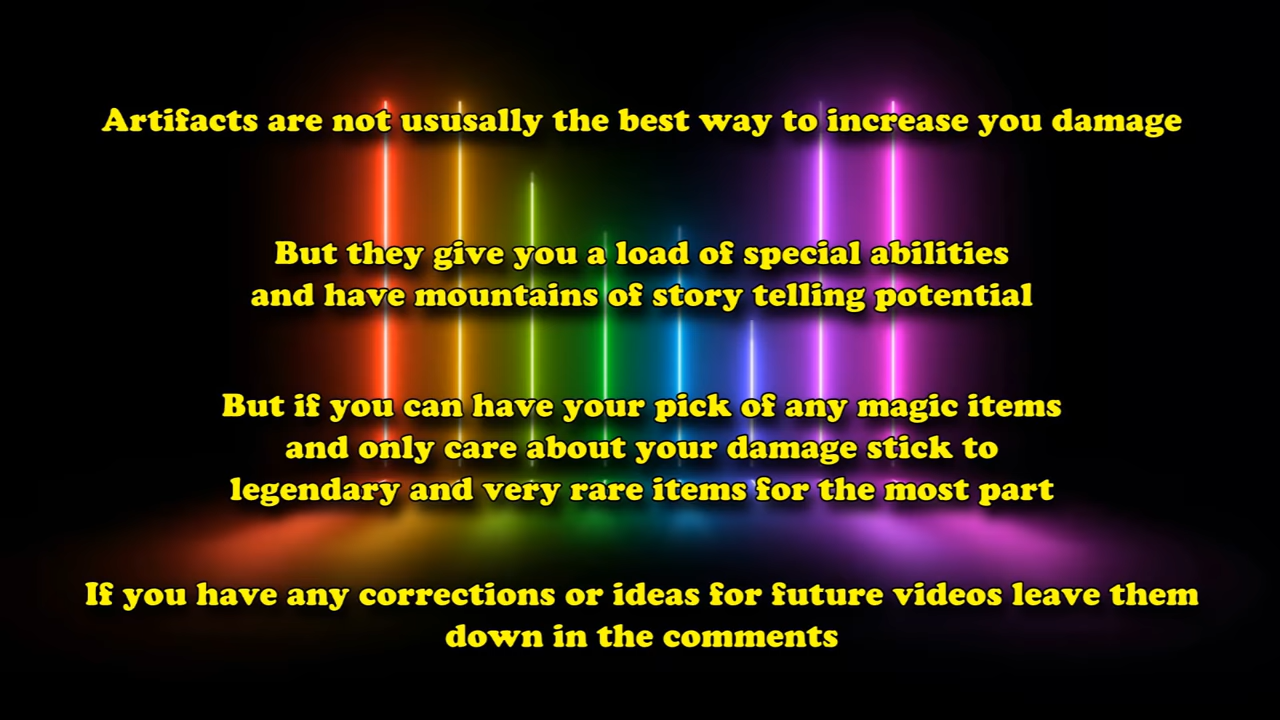 Artifacts are not ususally the best way to increase you damage
But they give you a load of special abilities
and have mountains of story telling potential
But if you can have your pick of any magic items
and only care about your damage stick to
legendary and very rare items for the most part
If you have any corrections or ideas for future videos leave them
down in the comments